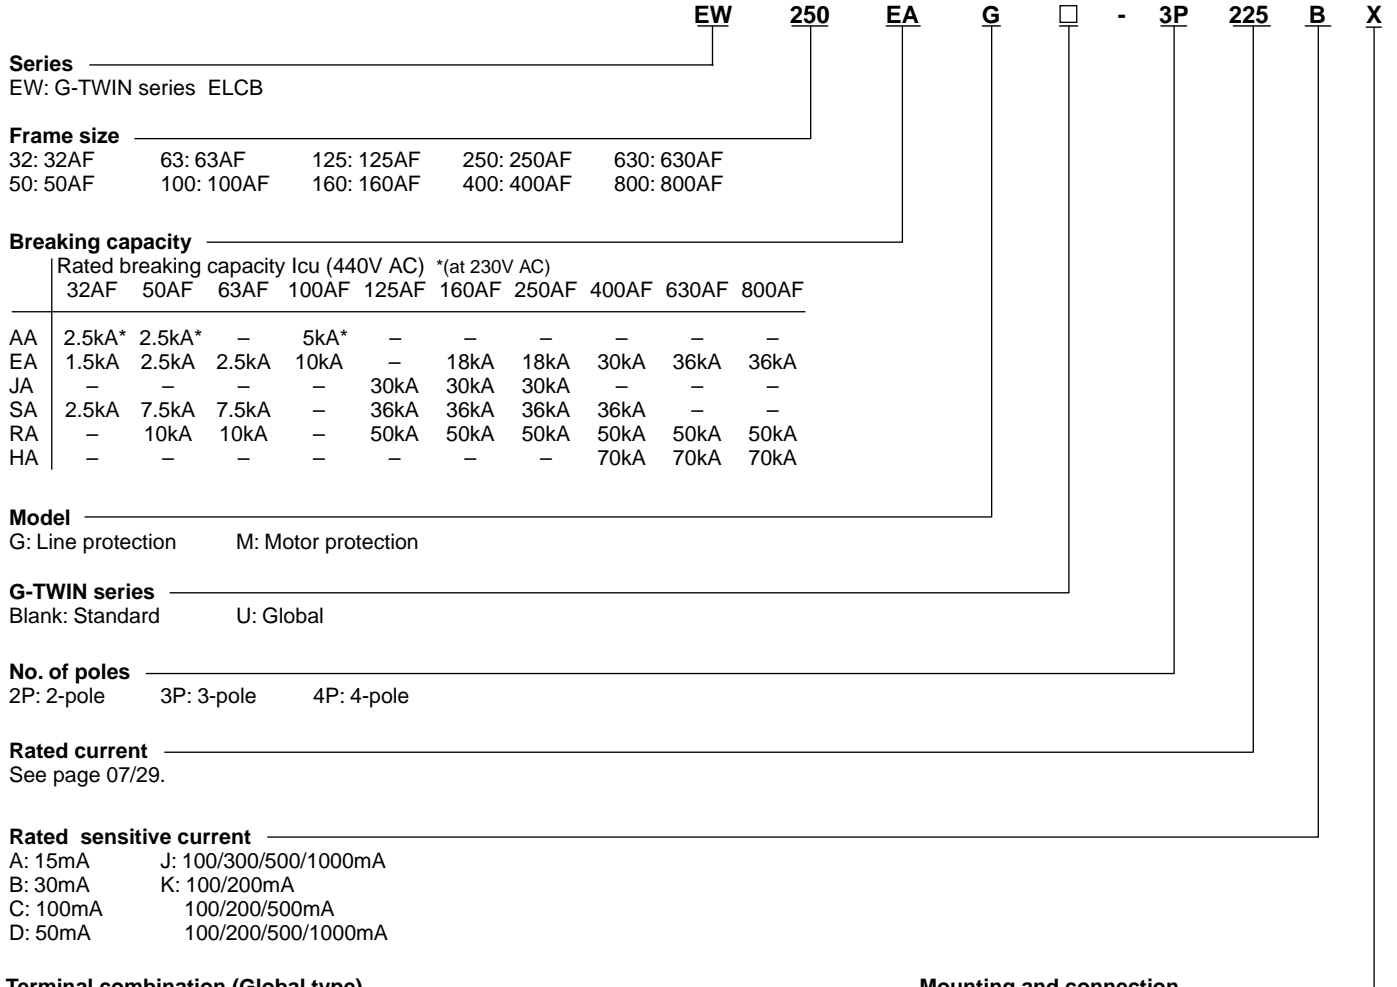 EW 250 EA G □ - 3P 225 B X
Series
EW: G-TWIN series ELCB
Frame size
32: 32AF 63: 63AF 125: 125AF 250: 250AF 630: 630AF
50: 50AF 100: 100AF 160: 160AF 400: 400AF 800: 800AF
Breaking capacity
Rated breaking capacity Icu (440V AC) *(at 230V AC)
32AF 50AF 63AF 100AF 125AF 160AF 250AF 400AF 630AF 800AF
AA 2.5kA* 2.5kA* – 5kA* – – – – – –
EA 1.5kA 2.5kA 2.5kA 10kA – 18kA 18kA 30kA 36kA 36kA
JA – – – – 30kA 30kA 30kA – – –
SA 2.5kA 7.5kA 7.5kA – 36kA 36kA 36kA 36kA – –
RA – 10kA 10kA – 50kA 50kA 50kA 50kA 50kA 50kA
HA – – – – – – – 70kA 70kA 70kA
Model
G: Line protection M: Motor protection
G-TWIN series
Blank: Standard U: Global
No. of poles
2P: 2-pole 3P: 3-pole 4P: 4-pole
Rated current
See page 07/29.
Rated sensitive current
A: 15mA J: 100/300/500/1000mA
B: 30mA K: 100/200mA
C: 100mA 100/200/500mA
D: 50mA 100/200/500/1000mA
Terminal combination (Global type) Mounting and connection